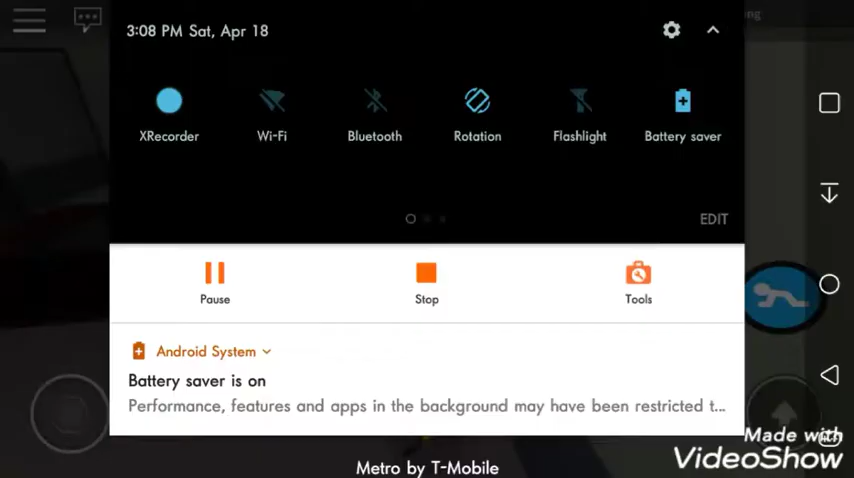 3:08 PM Sat, Apr 18
XRecorder
Wi-Fi
Bluetooth
Rotation
Flashlight
Battery saver
EDIT
Pause
Stop
Tools
Android System
Battery saver is on
Performance, features and apps in the background may have been restricted t...
Metro by T-Mobile
Made with
VideoShow